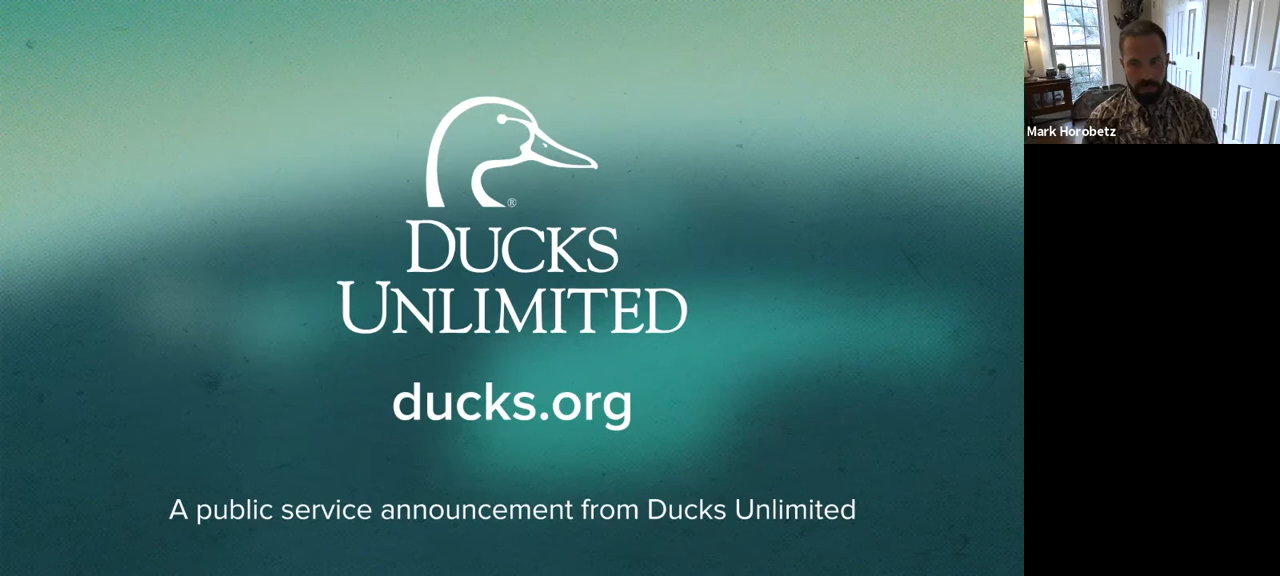 ®
DUCKS
UNLIMITED
ducks.org
A public service announcement from Ducks Unlimited
Mark Horobetz